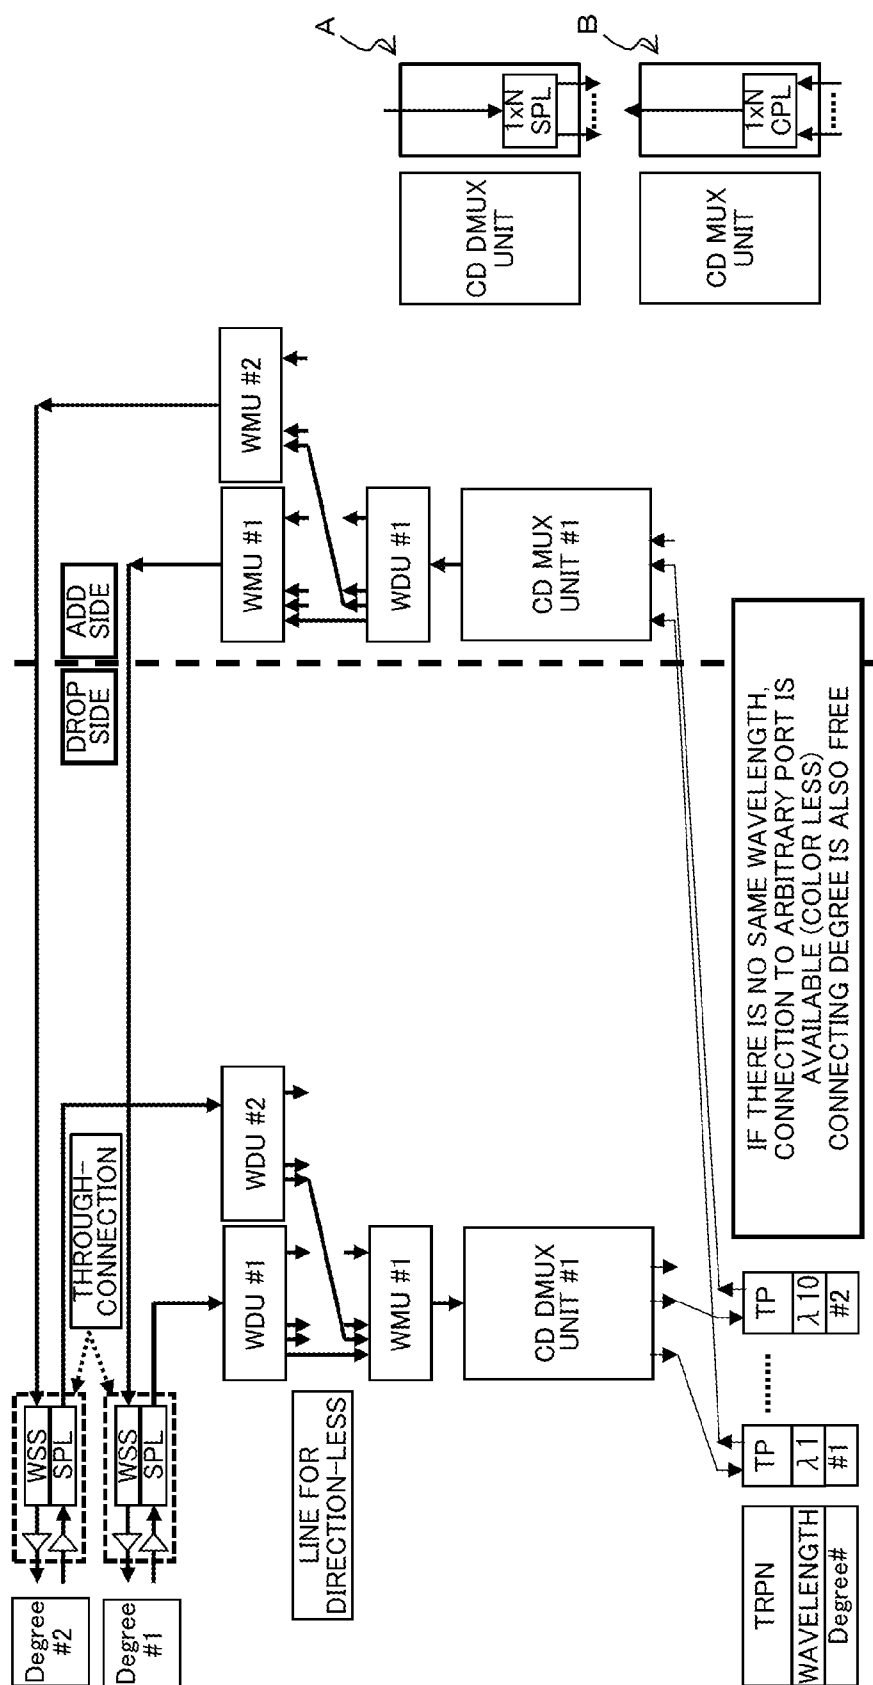 Degree
#2
Degree
#1
WSS
SPL
WSS
SPL
THROUGH-
CONNECTION
DROP
SIDE
ADD
SIDE
LINE FOR
DIRECTION-LESS
WDU #1
WDU #2
WMU #1
CD DMUX
UNIT #1
WMU #1
WMU #2
WDU #1
CD MUX
UNIT #1
CD DMUX
UNIT
1xN
SPL
A
CD MUX
UNIT
1xN
CPL
B
TRPN
WAVELENGTH
Degree#
TP
λ1
#1
TP
λ10
#2
IF THERE IS NO SAME WAVELENGTH,
CONNECTION TO ARBITRARY PORT IS
AVAILABLE (COLOR LESS)
CONNECTING DEGREE IS ALSO FREE